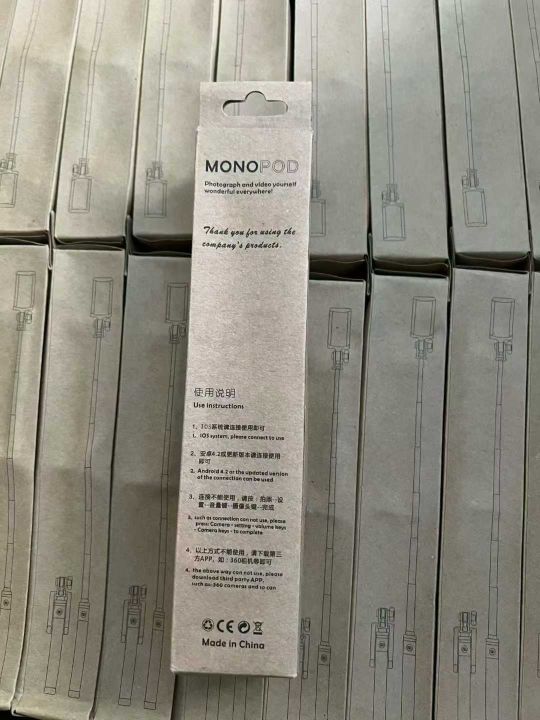 MONOPOD
Photograph and video yourself
wonderful everywhere!
Thank you for using the
company's products.
使用说明
Use instructions
1、IOS系统请连接使用即可
1、IOS system, please connect to use
2、安卓4.2或更新版本请连接使用
即可
2、Android 4.2 or the updated version
of the connection can be used
3、连接不能使用，请按：拍照--设
置--音量键--摄像头键--完成
3、such as connection can not use, please
press: Camera - setting - volume keys
- Camera keys - to complete
4、以上方式不能使用，请下载第三
方APP，如：360相机等即可
4、the above way can not use, please
download third party APP,
such as: 360 cameras and so can
CE
Made in China